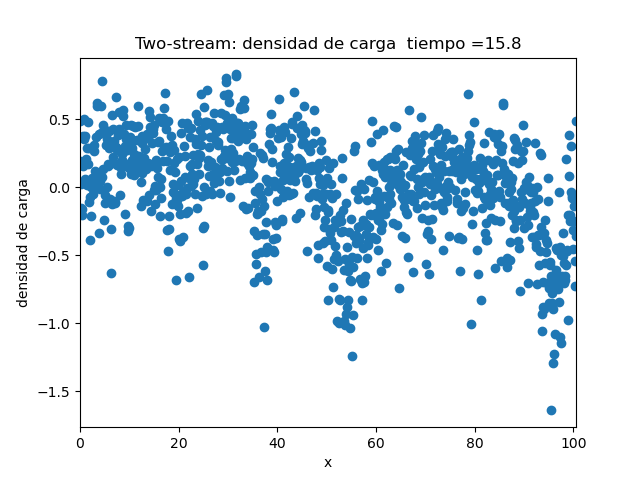 Two-stream: densidad de carga  tiempo =15.8
densidad de carga
0.5
0.0
−0.5
−1.0
−1.5
0 20 40 60 80 100
x